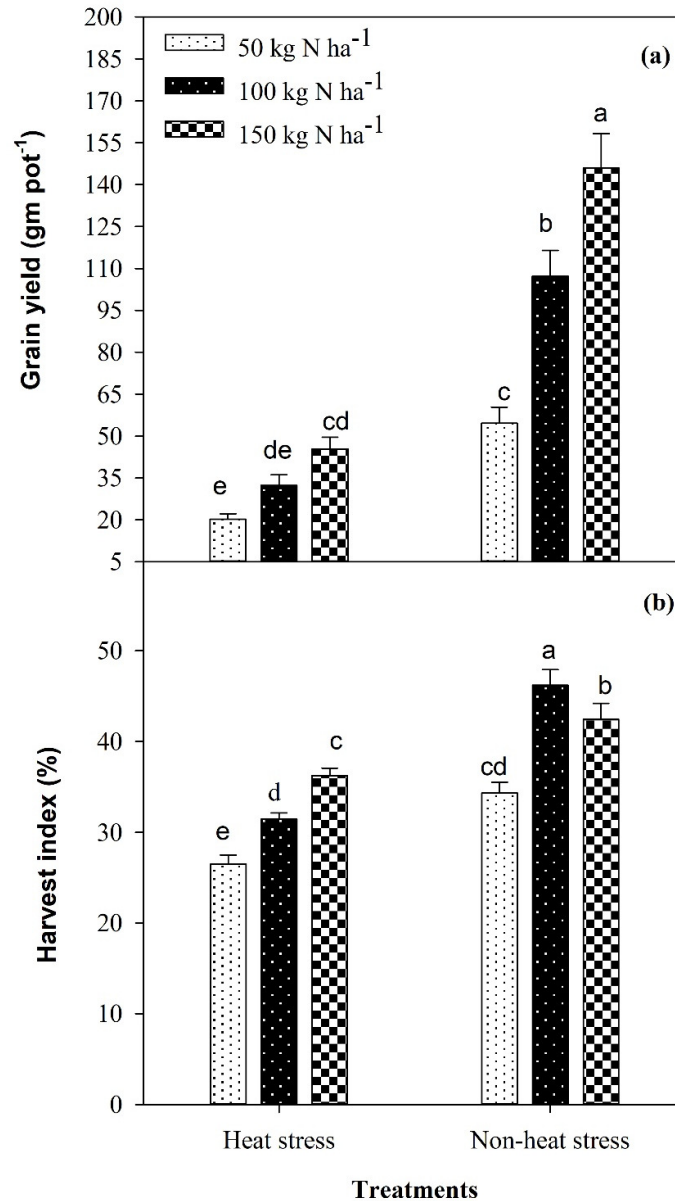 200
185
170
155
140
125
110
95
80
65
50
35
20
5
Grain yield (gm pot-1)
50 kg N ha-1
100 kg N ha-1
150 kg N ha-1
(a)
e
de
cd
c
b
a
50
40
30
20
10
0
Harvest index (%)
(b)
e
d
c
cd
a
b
Heat stress Non-heat stress
Treatments